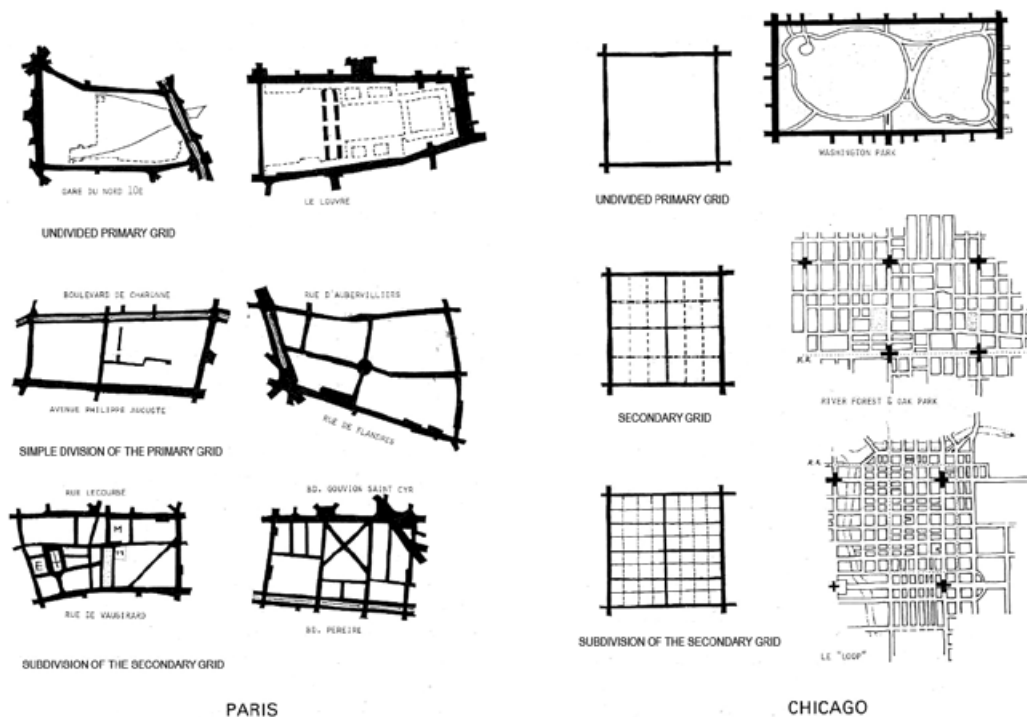 GARE DU NORD 10E
LE LOUVRE
UNDIVIDED PRIMARY GRID
BOULEVARD DE CHARONNE
RUE D'AUBERVILLIERS
AVENUE PHILIPPE AUGUSTE
RUE DE FLANDRES
SIMPLE DIVISION OF THE PRIMARY GRID
RUE LECOURBE
BD. GOUVION SAINT CYR
M
E
RUE DE VAUGIRARD
BD. PEREIRE
SUBDIVISION OF THE SECONDARY GRID
PARIS
WASHINGTON PARK
UNDIVIDED PRIMARY GRID
R.R.
RIVER FOREST & OAK PARK
SECONDARY GRID
R.R.
SUBDIVISION OF THE SECONDARY GRID
LE "LOOP"
CHICAGO